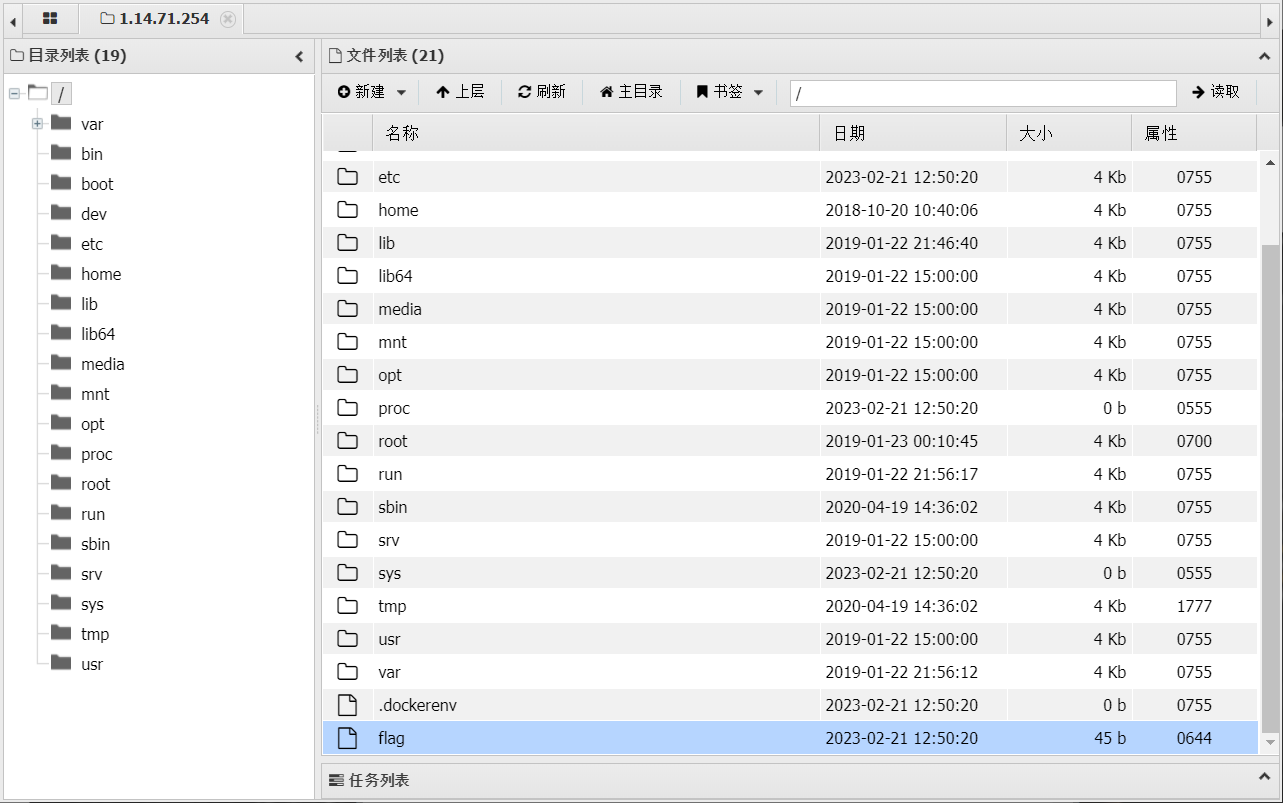 1.14.71.254
目录列表 (19)
/
var
bin
boot
dev
etc
home
lib
lib64
media
mnt
opt
proc
root
run
sbin
srv
sys
tmp
usr
文件列表 (21)
新建 上层 刷新 主目录 书签 / 读取
名称 日期 大小 属性
etc 2023-02-21 12:50:20 4 Kb 0755
home 2018-10-20 10:40:06 4 Kb 0755
lib 2019-01-22 21:46:40 4 Kb 0755
lib64 2019-01-22 15:00:00 4 Kb 0755
media 2019-01-22 15:00:00 4 Kb 0755
mnt 2019-01-22 15:00:00 4 Kb 0755
opt 2019-01-22 15:00:00 4 Kb 0755
proc 2023-02-21 12:50:20 0 b 0555
root 2019-01-23 00:10:45 4 Kb 0700
run 2019-01-22 21:56:17 4 Kb 0755
sbin 2020-04-19 14:36:02 4 Kb 0755
srv 2019-01-22 15:00:00 4 Kb 0755
sys 2023-02-21 12:50:20 0 b 0555
tmp 2020-04-19 14:36:02 4 Kb 1777
usr 2019-01-22 15:00:00 4 Kb 0755
var 2019-01-22 21:56:12 4 Kb 0755
.dockerenv 2023-02-21 12:50:20 0 b 0755
flag 2023-02-21 12:50:20 45 b 0644
任务列表